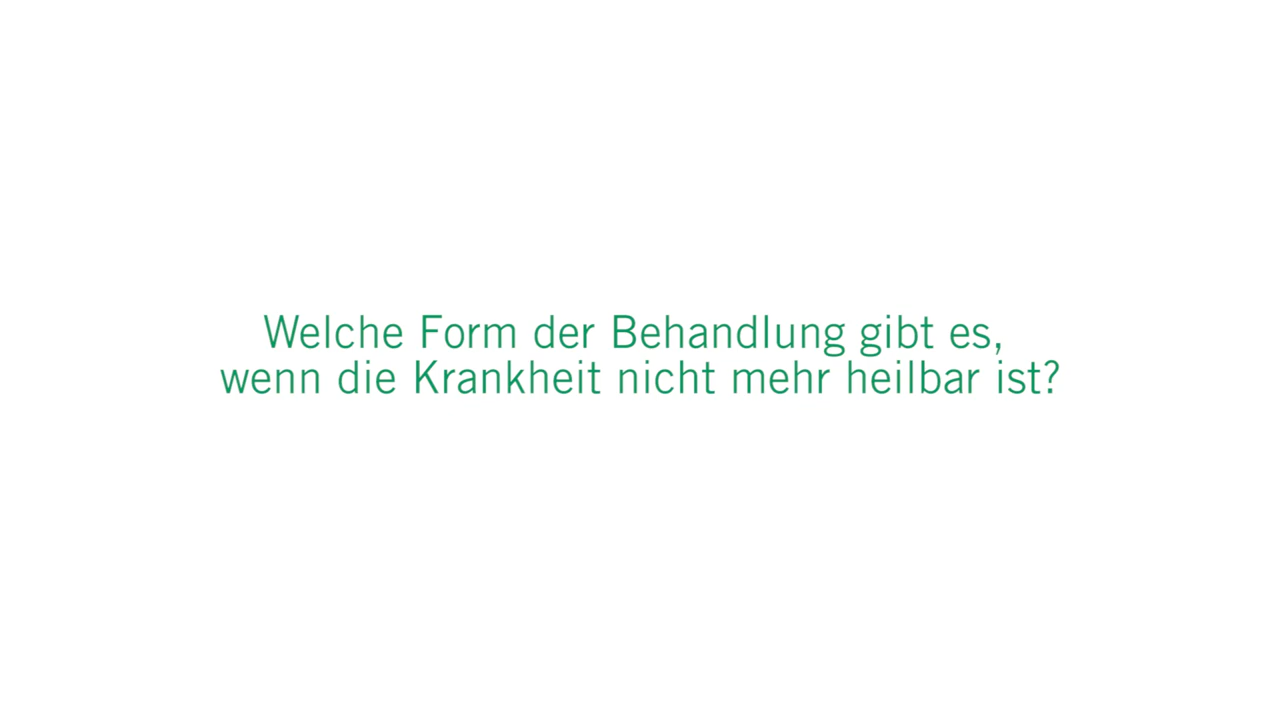 Welche Form der Behandlung gibt es,
wenn die Krankheit nicht mehr heilbar ist?